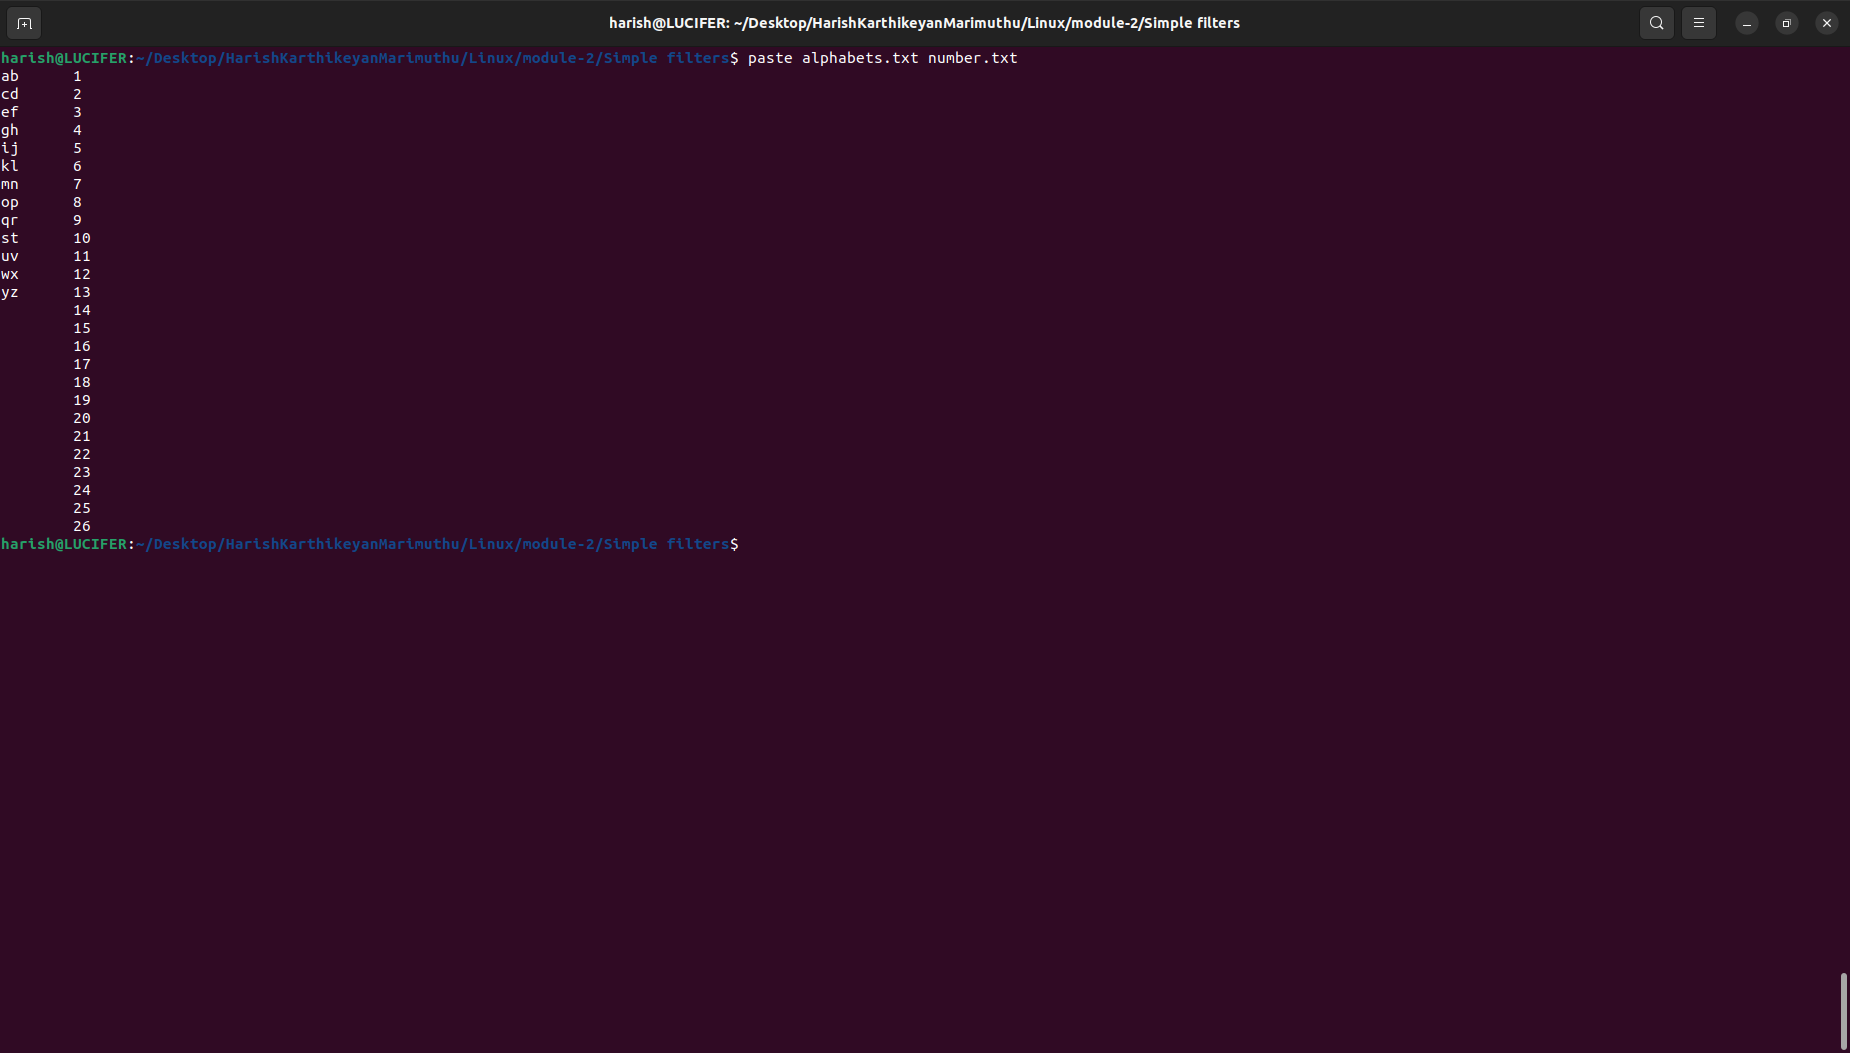 harish@LUCIFER: ~/Desktop/HarishKarthikeyanMarimuthu/Linux/module-2/Simple filters
harish@LUCIFER:~/Desktop/HarishKarthikeyanMarimuthu/Linux/module-2/Simple filters$ paste alphabets.txt number.txt
ab	1
cd	2
ef	3
gh	4
ij	5
kl	6
mn	7
op	8
qr	9
st	10
uv	11
wx	12
yz	13
	14
	15
	16
	17
	18
	19
	20
	21
	22
	23
	24
	25
	26
harish@LUCIFER:~/Desktop/HarishKarthikeyanMarimuthu/Linux/module-2/Simple filters$